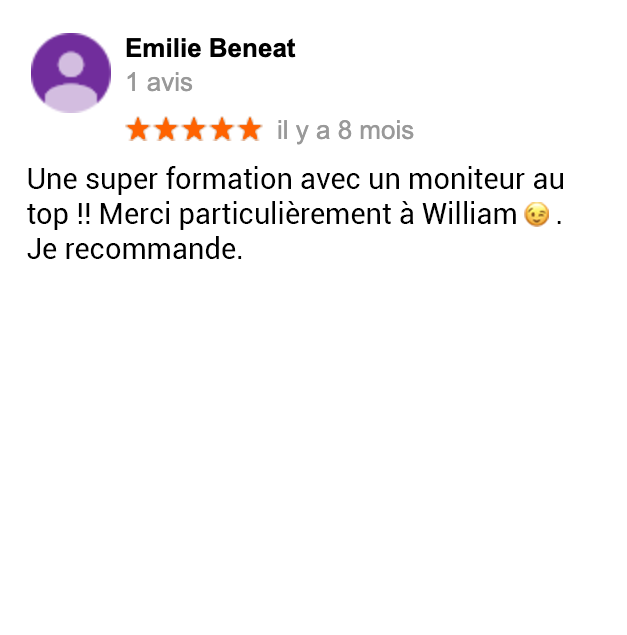 Emilie Beneat
1 avis
★★★★★ il y a 8 mois
Une super formation avec un moniteur au
top !! Merci particulièrement à William 😉 .
Je recommande.